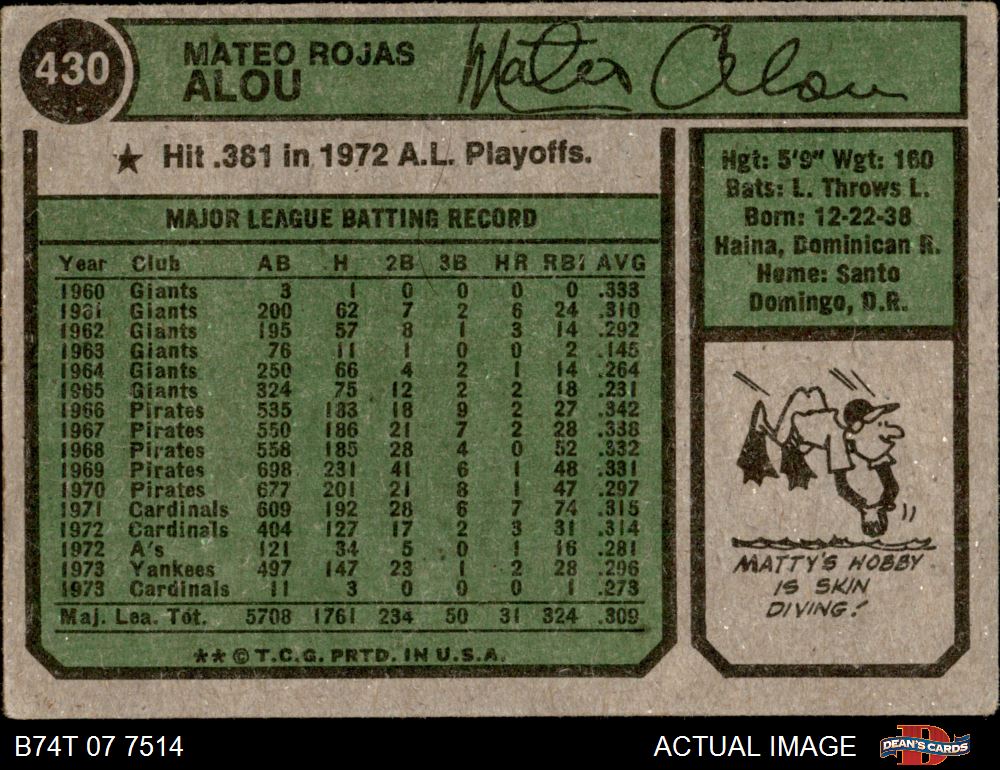 430
MATEO ROJAS
ALOU
Mateo Alou
★ Hit .381 in 1972 A.L. Playoffs.
MAJOR LEAGUE BATTING RECORD
Year Club AB H 2B 3B HR RBI AVG
1960 Giants 3 1 0 0 0 0 .333
1961 Giants 200 62 7 2 6 24 .310
1962 Giants 195 57 8 1 3 14 .292
1963 Giants 76 11 1 0 0 2 .145
1964 Giants 250 66 4 2 1 14 .264
1965 Giants 324 75 12 2 2 18 .231
1966 Pirates 535 183 18 9 2 27 .342
1967 Pirates 550 186 21 7 2 28 .338
1968 Pirates 558 185 28 4 0 52 .332
1969 Pirates 698 231 41 6 1 48 .331
1970 Pirates 677 201 21 8 1 47 .297
1971 Cardinals 609 192 28 6 7 74 .315
1972 Cardinals 404 127 17 2 3 31 .314
1972 A's 121 34 5 0 1 16 .281
1973 Yankees 497 147 23 1 2 28 .296
1973 Cardinals 11 3 0 0 0 1 .273
Maj. Lea. Tot. 5708 1761 234 50 31 324 .309
** © T.C.G. PRTD. IN U.S.A.
Hgt: 5'9" Wgt: 160
Bats: L. Throws L.
Born: 12-22-38
Haina, Dominican R.
Home: Santo
Domingo, D.R.
MATTY'S HOBBY
IS SKIN
DIVING!
B74T 07 7514
ACTUAL IMAGE
DEAN'S CARDS